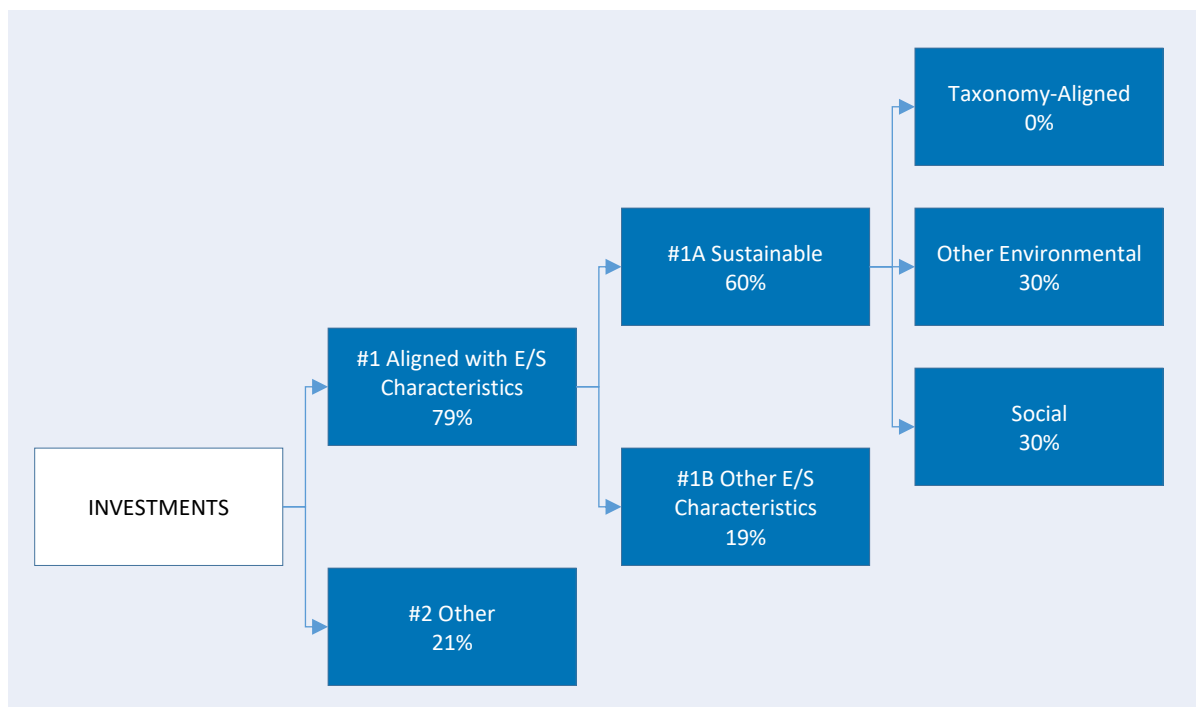 INVESTMENTS
#1 Aligned with E/S
Characteristics
79%
#2 Other
21%
#1A Sustainable
60%
#1B Other E/S
Characteristics
19%
Taxonomy-Aligned
0%
Other Environmental
30%
Social
30%